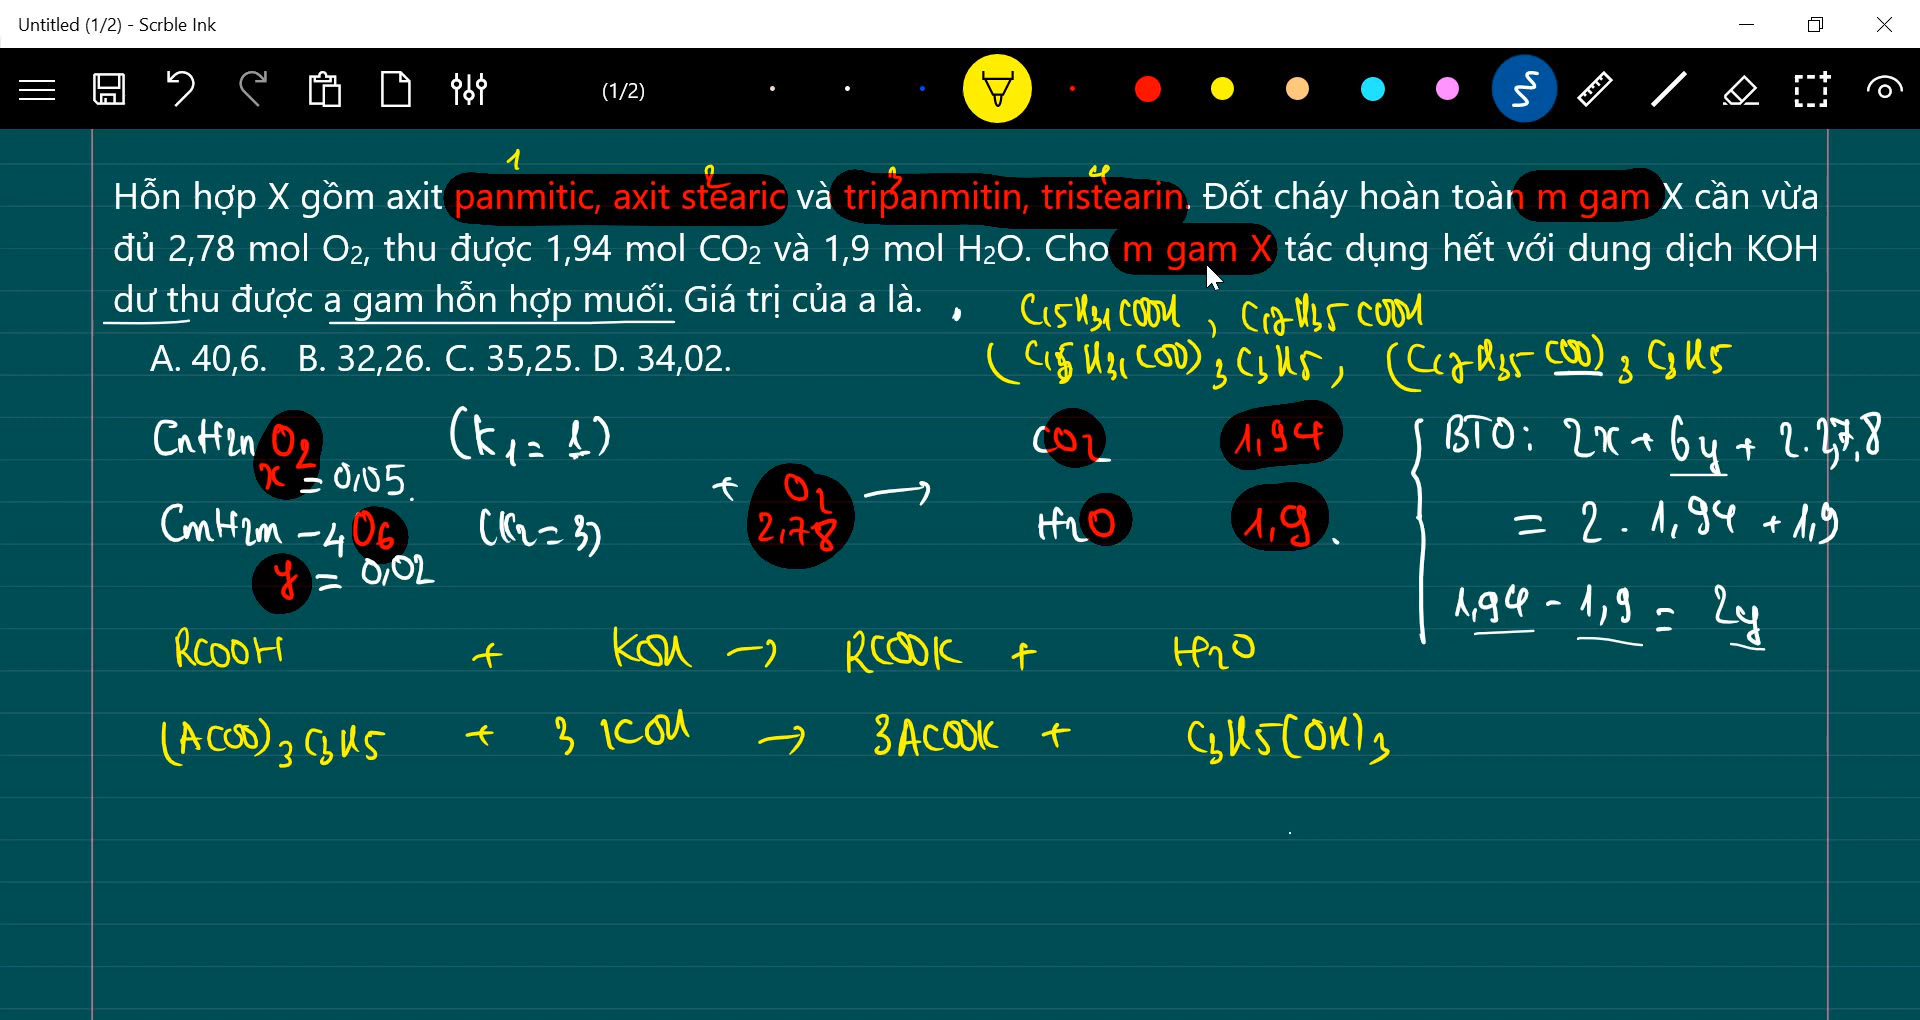 Untitled (1/2) - Scrble Ink
(1/2)
1 2 3 4
Hỗn hợp X gồm axit panmitic, axit stearic và tripanmitin, tristearin. Đốt cháy hoàn toàn m gam X cần vừa
đủ 2,78 mol O2, thu được 1,94 mol CO2 và 1,9 mol H2O. Cho m gam X tác dụng hết với dung dịch KOH
dư thu được a gam hỗn hợp muối. Giá trị của a là.
C15H31COOH, C17H35COOH
A. 40,6. B. 32,26. C. 35,25. D. 34,02.
(C15H31COO)3C3H5, (C17H35COO)3C3H5
CnH2nO2 (K1 = 1) CO2 1,94 BTO: 2x + 6y + 2.2,78
x = 0,05. + O2 2,78 →
CmH2m-4O6 (K2 = 3) H2O 1,9. = 2.1,94 + 1,9
y = 0,02
1,94 - 1,9 = 2y
RCOOH + KOH → RCOOK + H2O
(ACOO)3C3H5 + 3 KOH → 3ACOOK + C3H5(OH)3